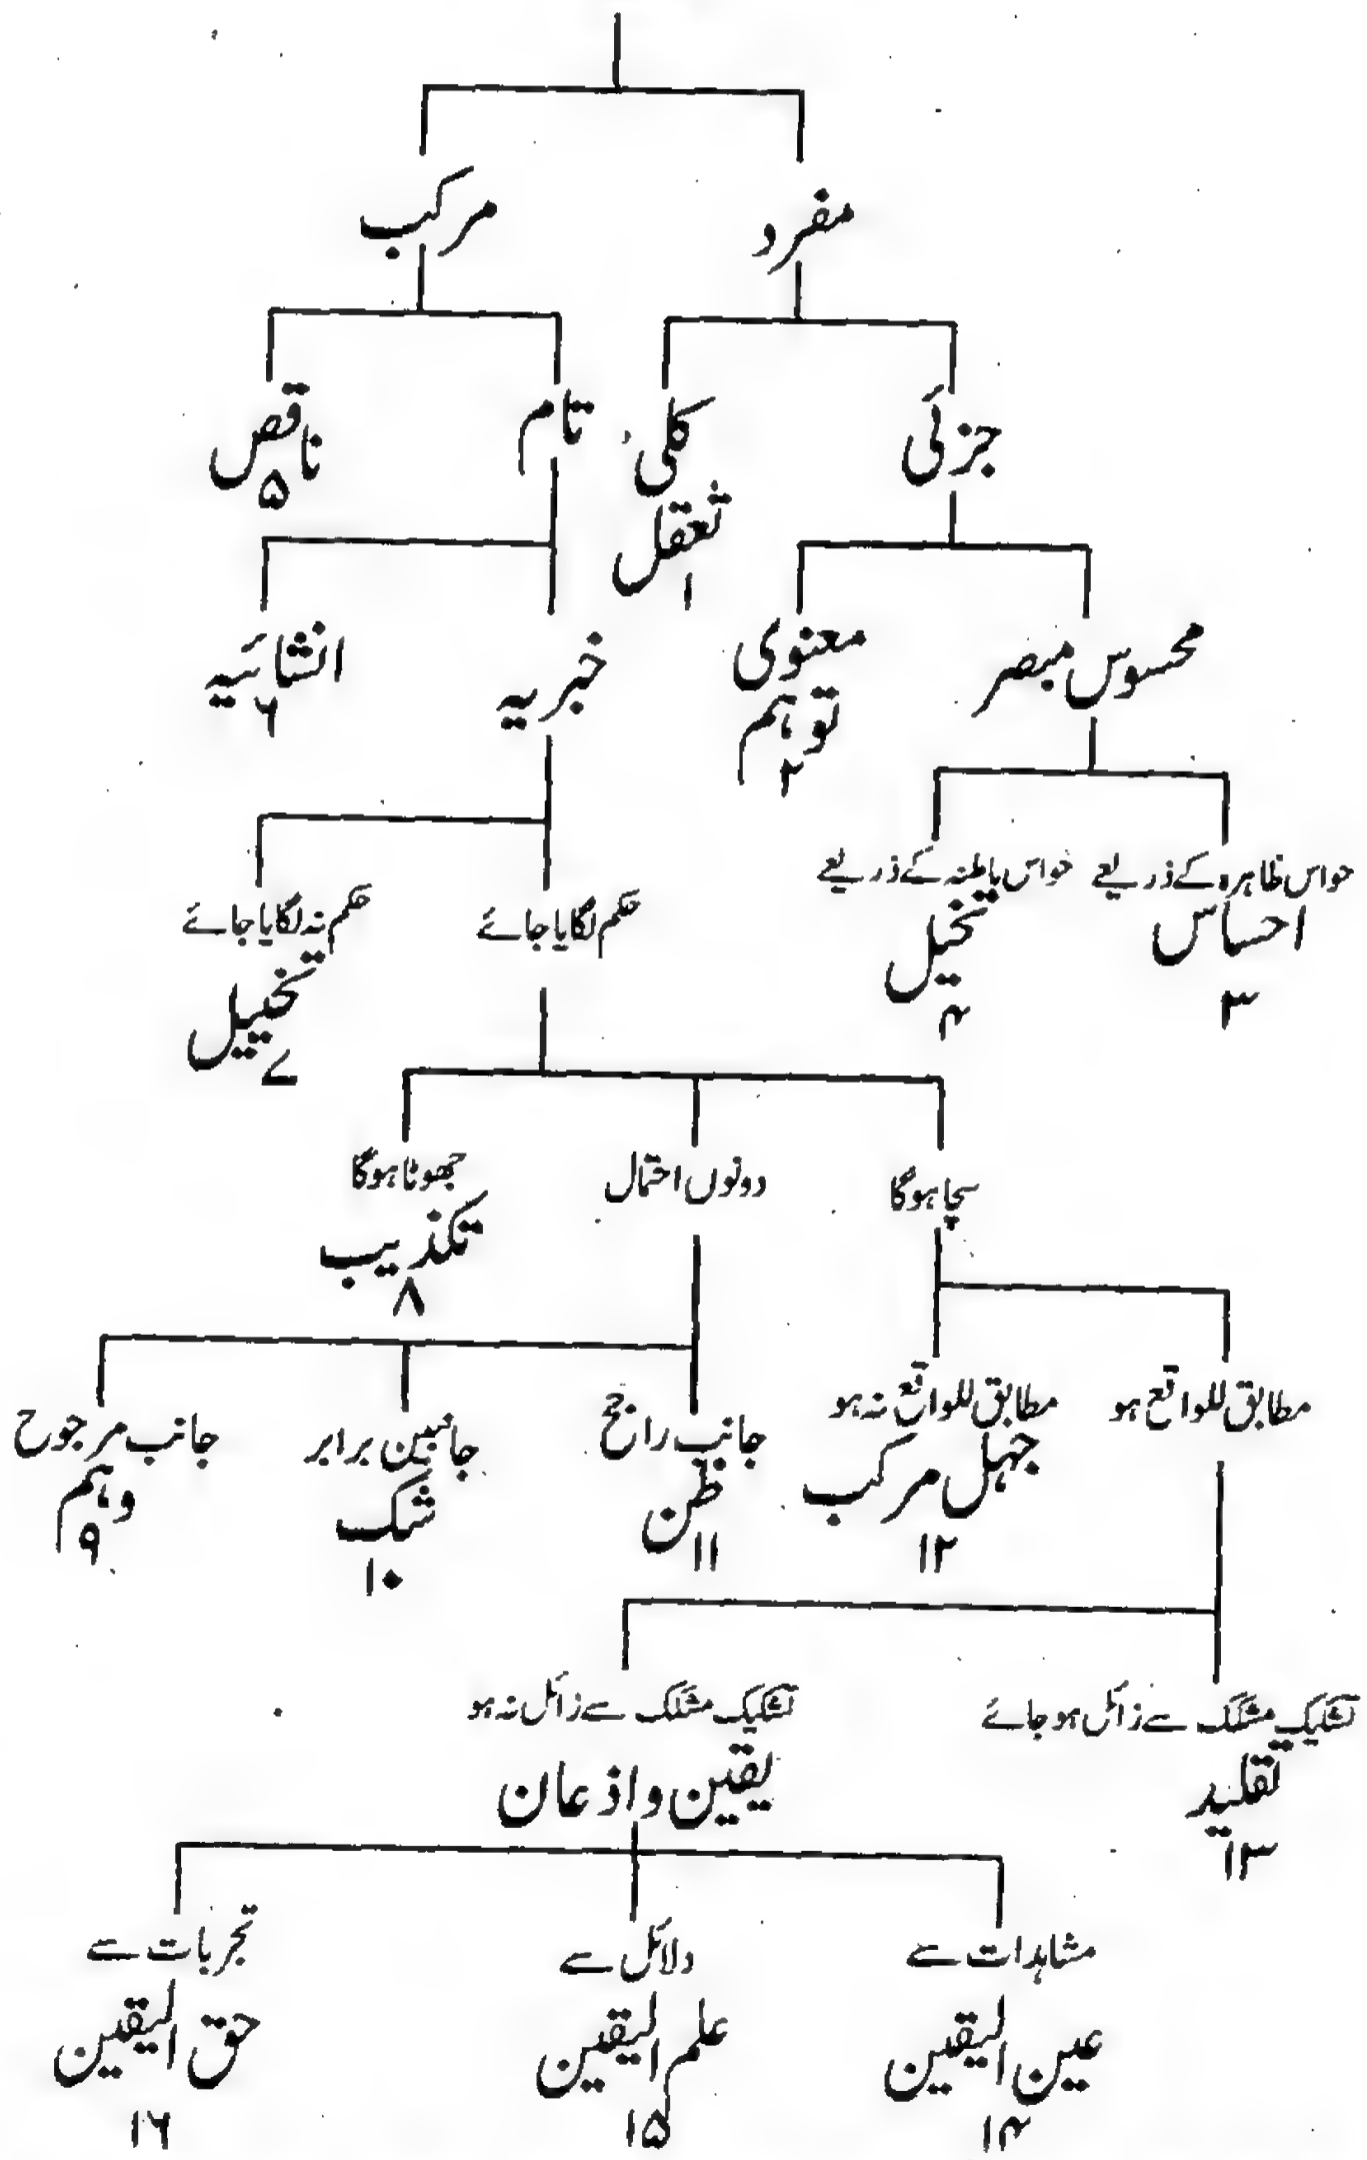 مفرد
مرکب
جزئی
کلی
تعقل
۱
تام
ناقص
۵
محسوس مبصر
معنوی
توہم
۲
خبریہ
انشائیہ
۶
حواس ظاہرہ کے ذریعے
احساس
۳
حواس باطنہ کے ذریعے
تخیل
۴
حکم لگایا جائے
حکم نہ لگایا جائے
تخییل
۷
سچا ہوگا
دونوں احتمال
جھوٹا ہوگا
تکذیب
۸
مطابق للواقع ہو
مطابق للواقع نہ ہو
جہل مرکب
۱۲
جانب راجح
ظن
۱۱
جانبین برابر
شک
۱۰
جانب مرجوح
وہم
۹
تشکیک مشکک سے زائل ہو جائے
تقلید
۱۳
تشکیک مشکک سے زائل نہ ہو
یقین و اذعان
مشاہدات سے
عین الیقین
۱۴
دلائل سے
علم الیقین
۱۵
تجربات سے
حق الیقین
۱۶